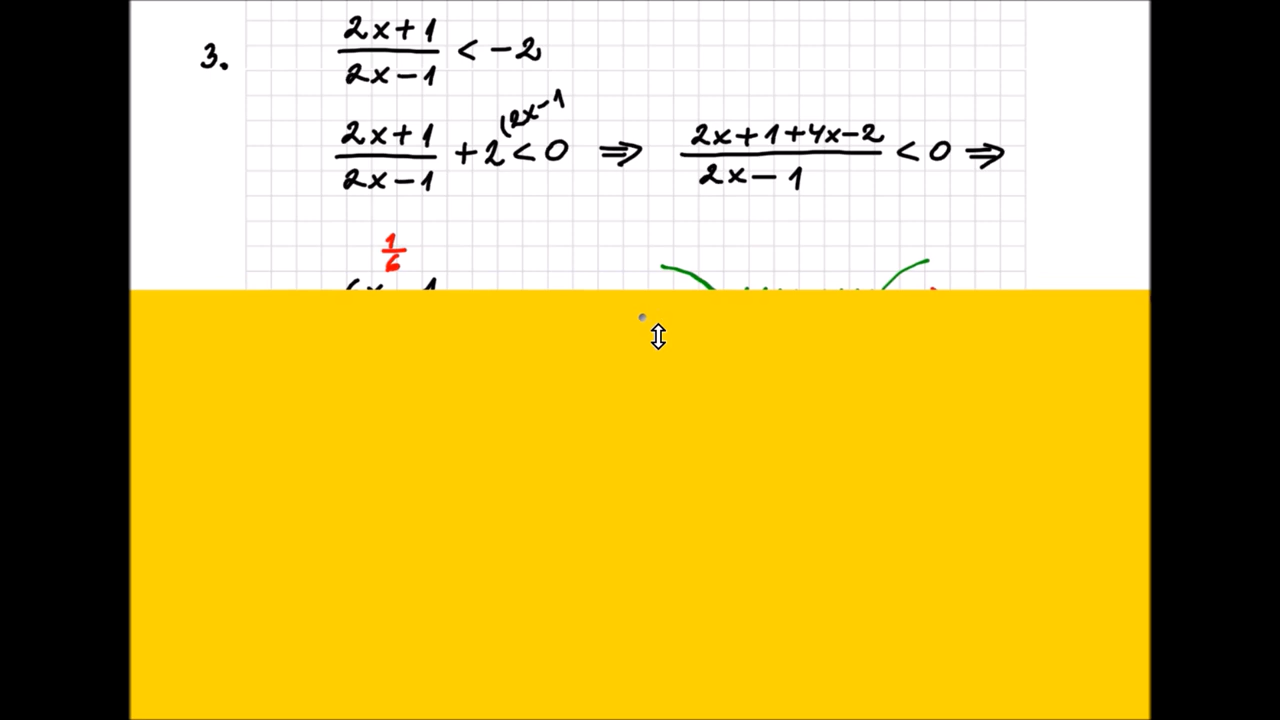 3. (2x+1)/(2x−1) < −2
(2x+1)/(2x−1) + 2 (2x−1 < 0 ⇒ (2x+1+4x−2)/(2x−1) < 0 ⇒
1/6